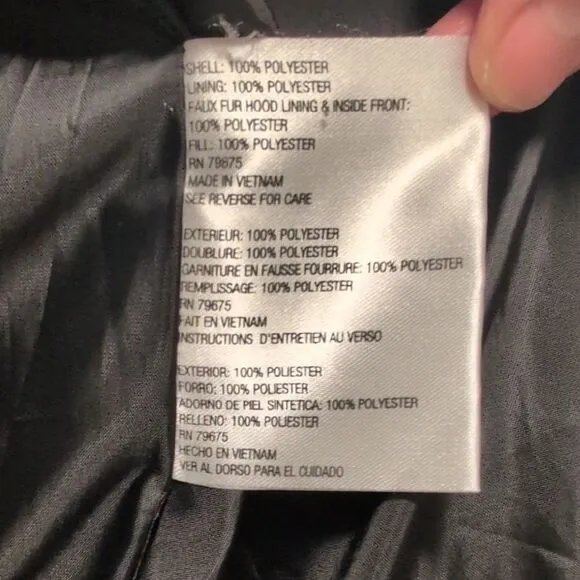 SHELL: 100% POLYESTER
LINING: 100% POLYESTER
FAUX FUR HOOD LINING & INSIDE FRONT:
100% POLYESTER
FILL: 100% POLYESTER
RN 79675
MADE IN VIETNAM
SEE REVERSE FOR CARE
EXTERIEUR: 100% POLYESTER
DOUBLURE: 100% POLYESTER
GARNITURE EN FAUSSE FOURRURE: 100% POLYESTER
REMPLISSAGE: 100% POLYESTER
RN 79675
FAIT EN VIETNAM
INSTRUCTIONS D'ENTRETIEN AU VERSO
EXTERIOR: 100% POLIESTER
FORRO: 100% POLIESTER
ADORNO DE PIEL SINTETICA: 100% POLYESTER
RELLENO: 100% POLIESTER
RN 79675
HECHO EN VIETNAM
VER AL DORSO PARA EL CUIDADO